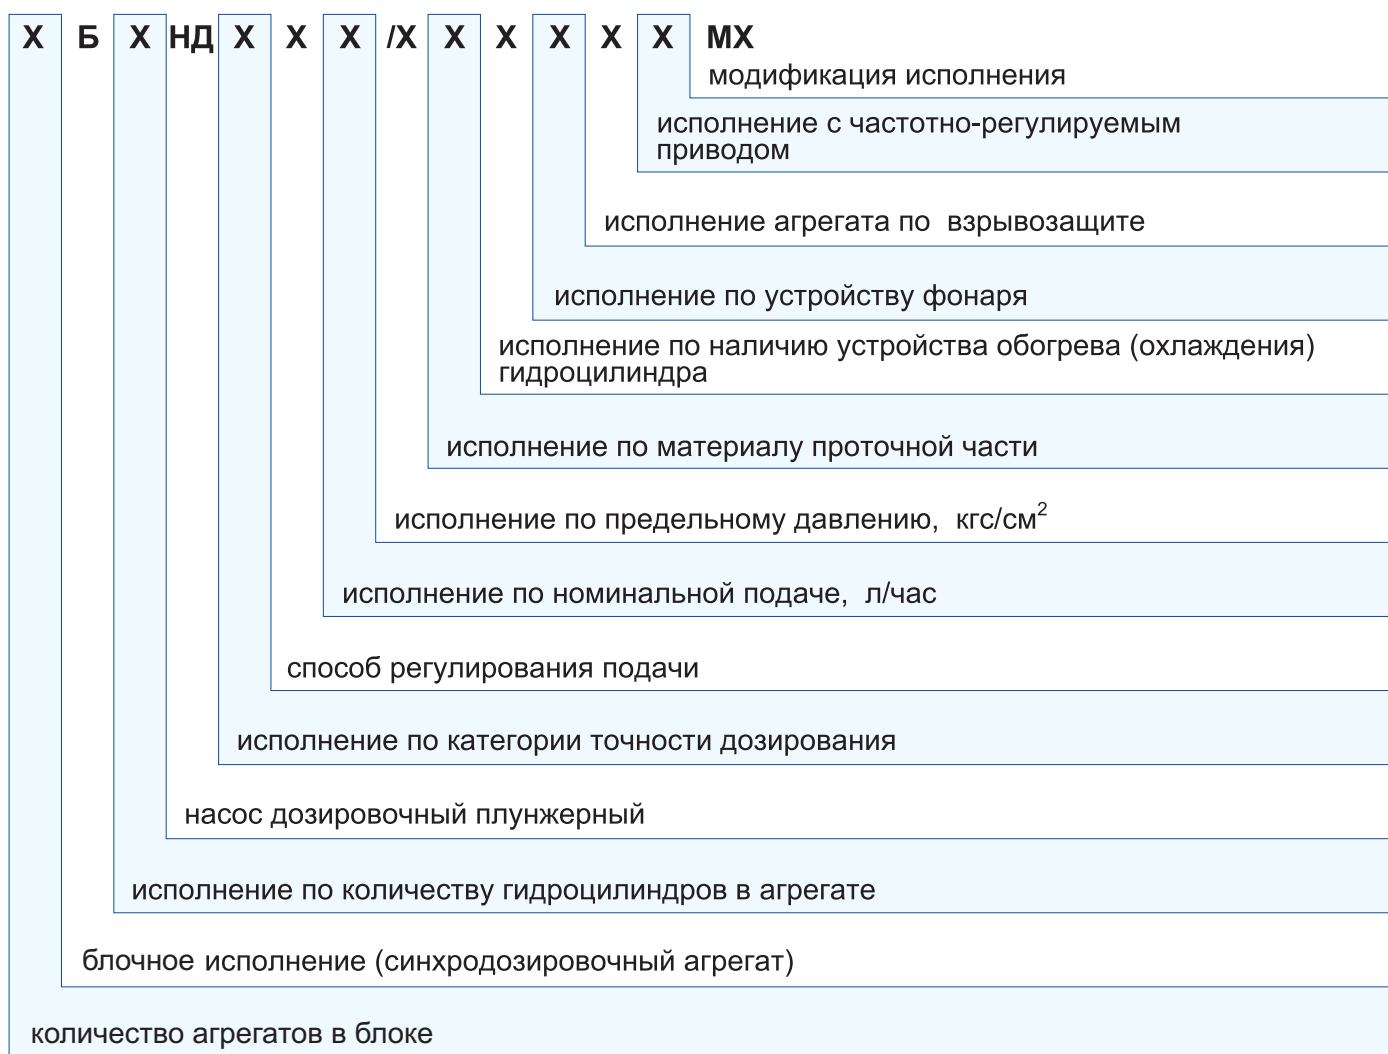 Х Б Х НД Х Х Х /Х Х Х Х Х Х МХ
модификация исполнения
исполнение с частотно-регулируемым
приводом
исполнение агрегата по взрывозащите
исполнение по устройству фонаря
исполнение по наличию устройства обогрева (охлаждения)
гидроцилиндра
исполнение по материалу проточной части
исполнение по предельному давлению, кгс/см²
исполнение по номинальной подаче, л/час
способ регулирования подачи
исполнение по категории точности дозирования
насос дозировочный плунжерный
исполнение по количеству гидроцилиндров в агрегате
блочное исполнение (синхродозировочный агрегат)
количество агрегатов в блоке